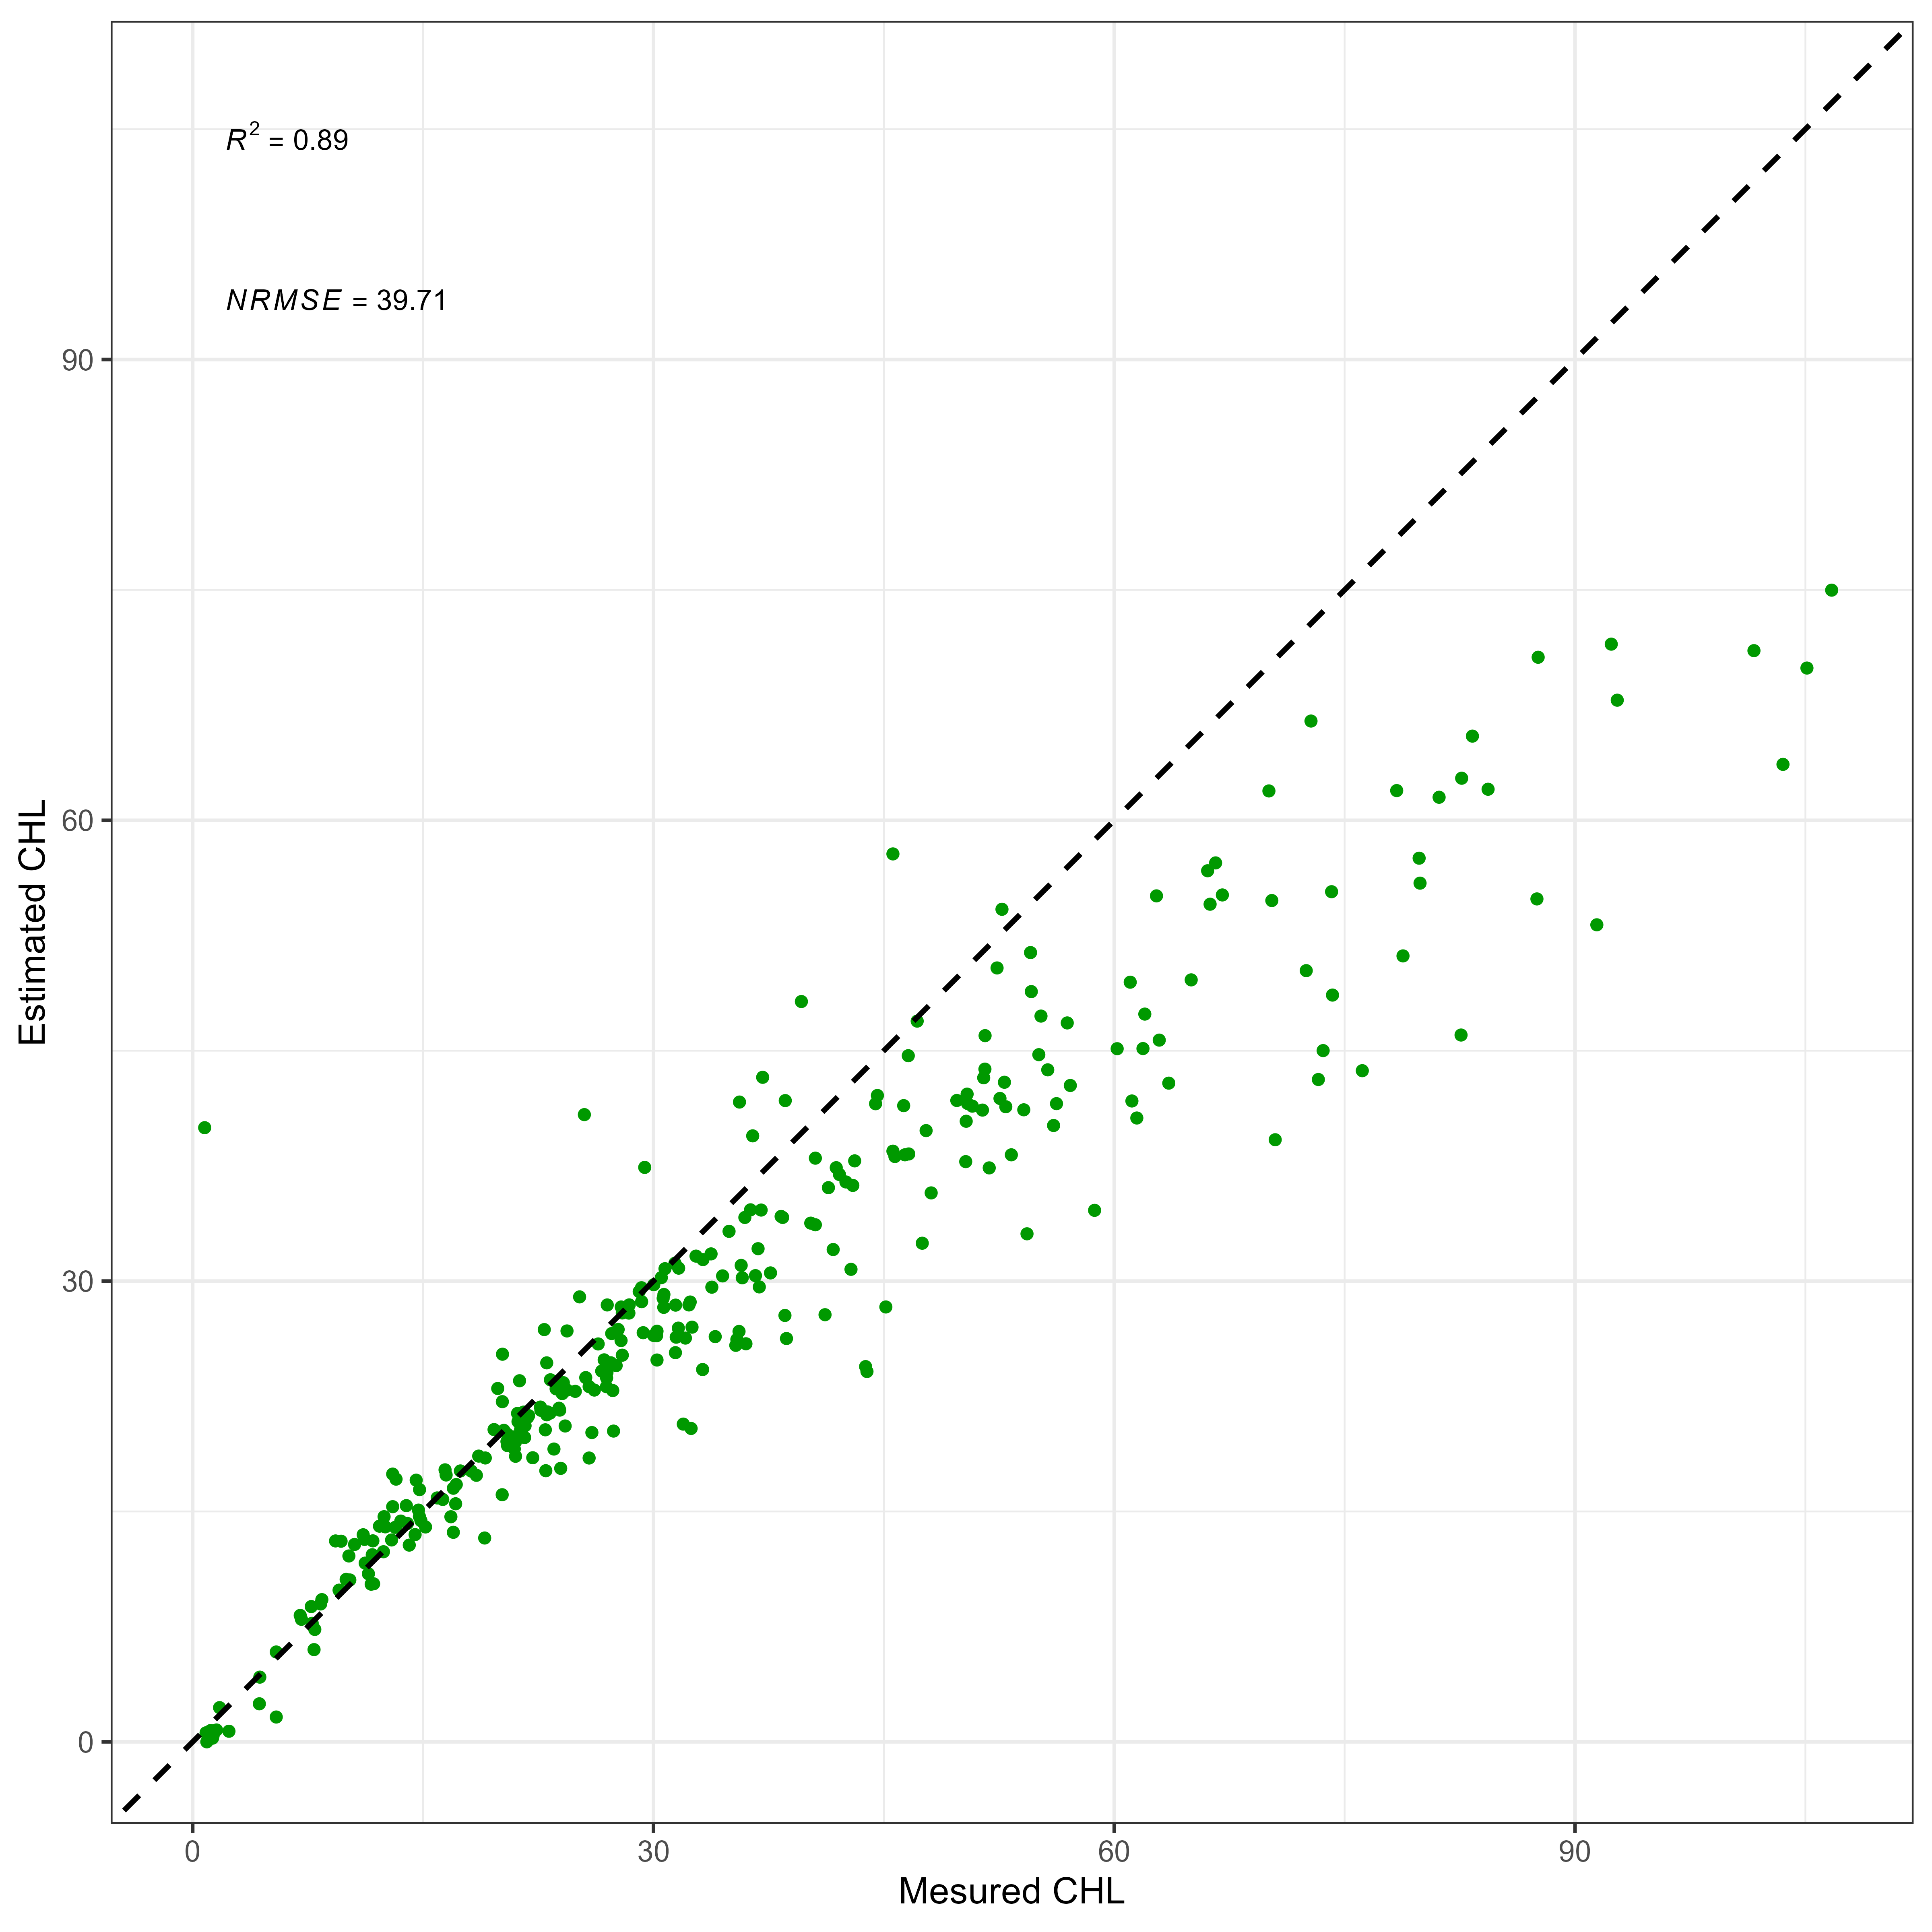 R² = 0.89
NRMSE = 39.71
90
60
30
0
Estimated CHL
0 30 60 90
Mesured CHL